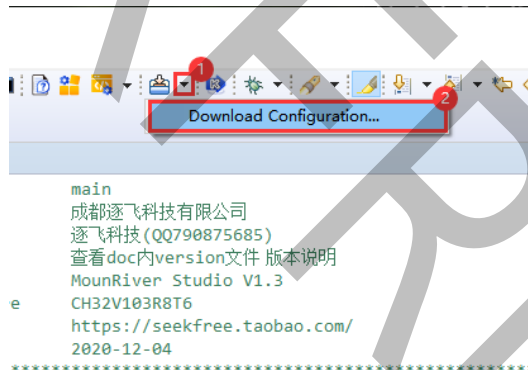 1
2
Download Configuration...
main
成都逐飞科技有限公司
逐飞科技(QQ790875685)
查看doc内version文件 版本说明
MounRiver Studio V1.3
e CH32V103R8T6
https://seekfree.taobao.com/
2020-12-04